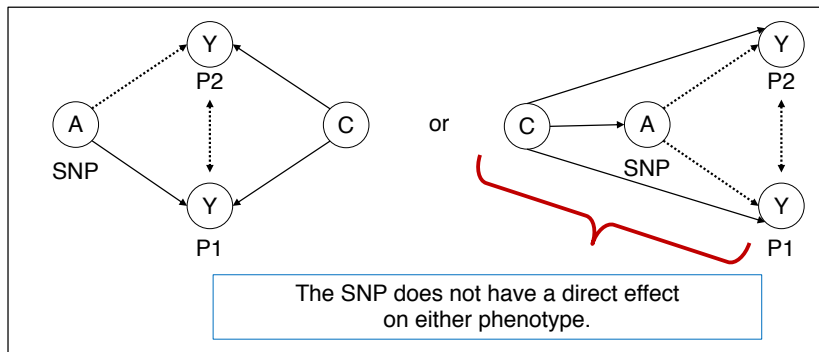 Y
P2
A
SNP
C
Y
P1
or
Y
P2
C
A
SNP
Y
P1
The SNP does not have a direct effect
on either phenotype.